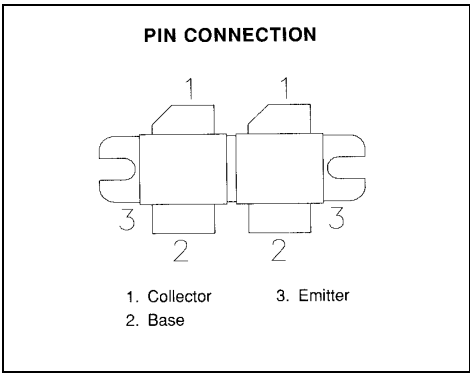 PIN CONNECTION
1 1
3 3
2 2
1. Collector 3. Emitter
2. Base